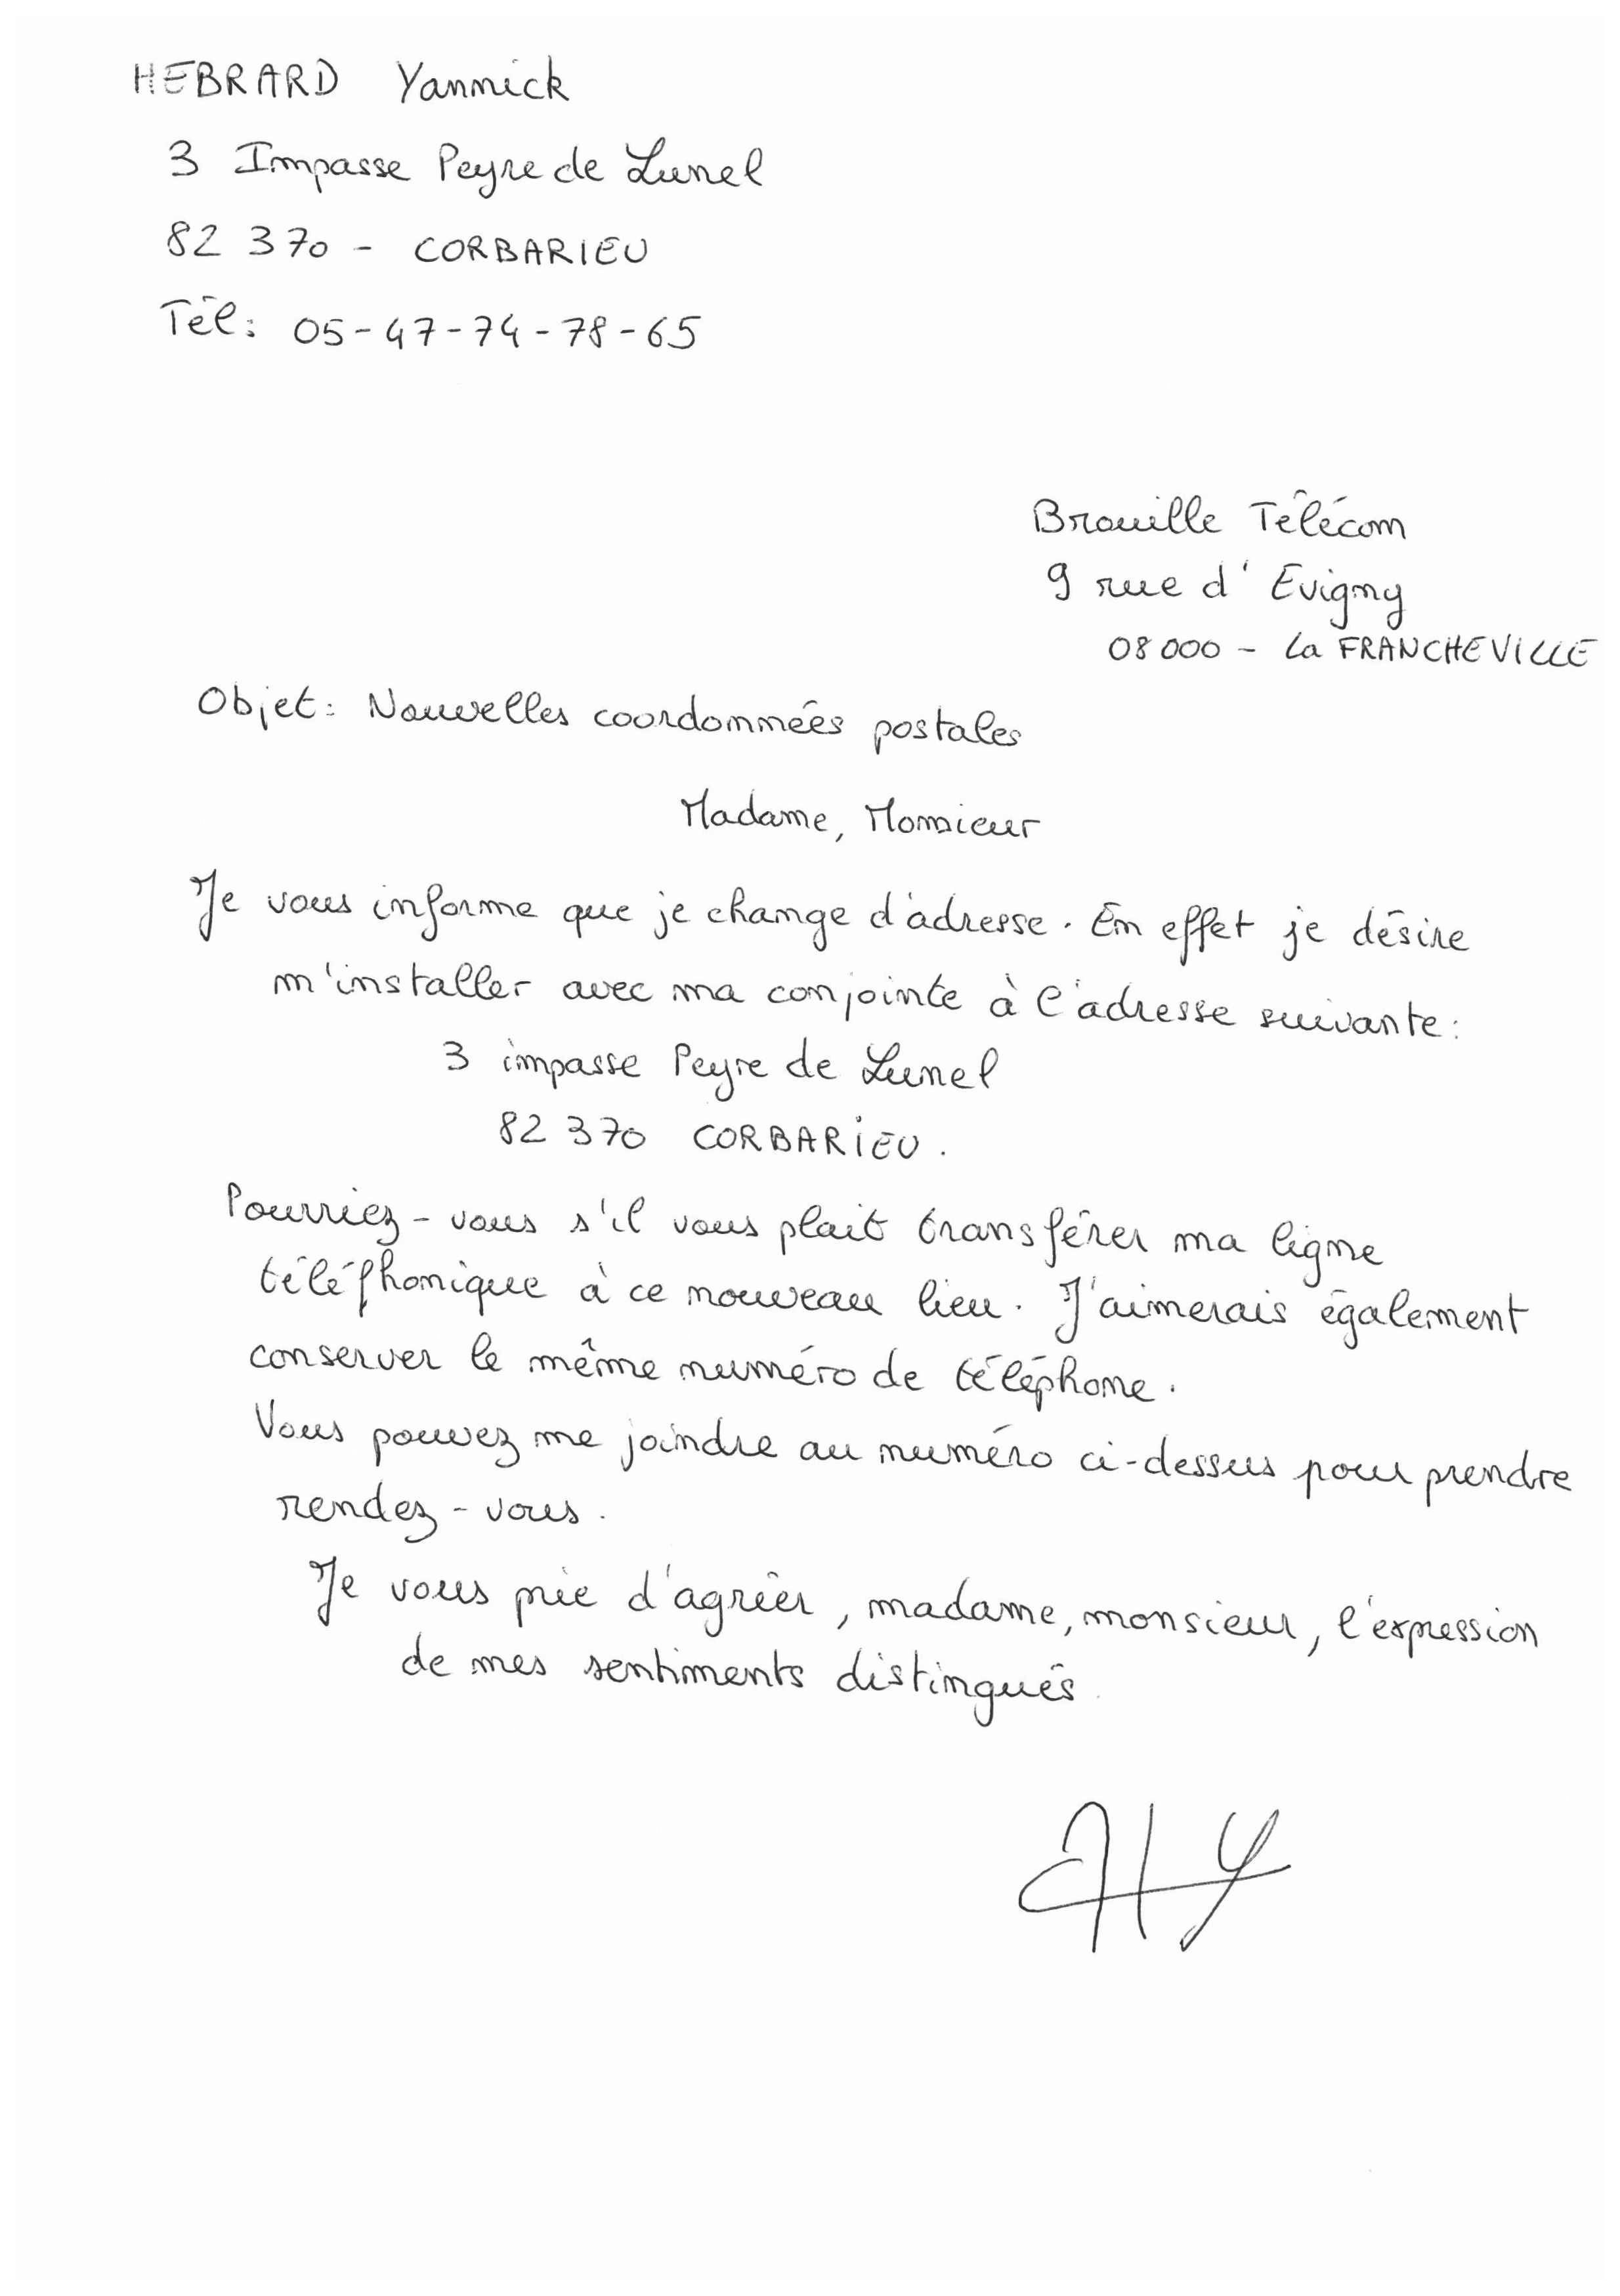 HEBRARD Yannick
3 Impasse Peyre de Lunel
82 370 - CORBARIEU
Tél: 05-47-74-78-65
Brouille Télécom
9 rue d'Evigny
08 000 - La FRANCHEVILLE
Objet: Nouvelles coordonnées postales
Madame, Monsieur
Je vous informe que je change d'adresse. En effet je désire
m'installer avec ma conjointe à l'adresse suivante:
3 impasse Peyre de Lunel
82 370 CORBARIEU.
Pourriez-vous s'il vous plait transférer ma ligne
téléphonique à ce nouveau lieu. J'aimerais également
conserver le même numéro de téléphone.
Vous pouvez me joindre au numéro ci-dessus pour prendre
rendez-vous.
Je vous prie d'agréer, madame, monsieur, l'expression
de mes sentiments distingués.
HY